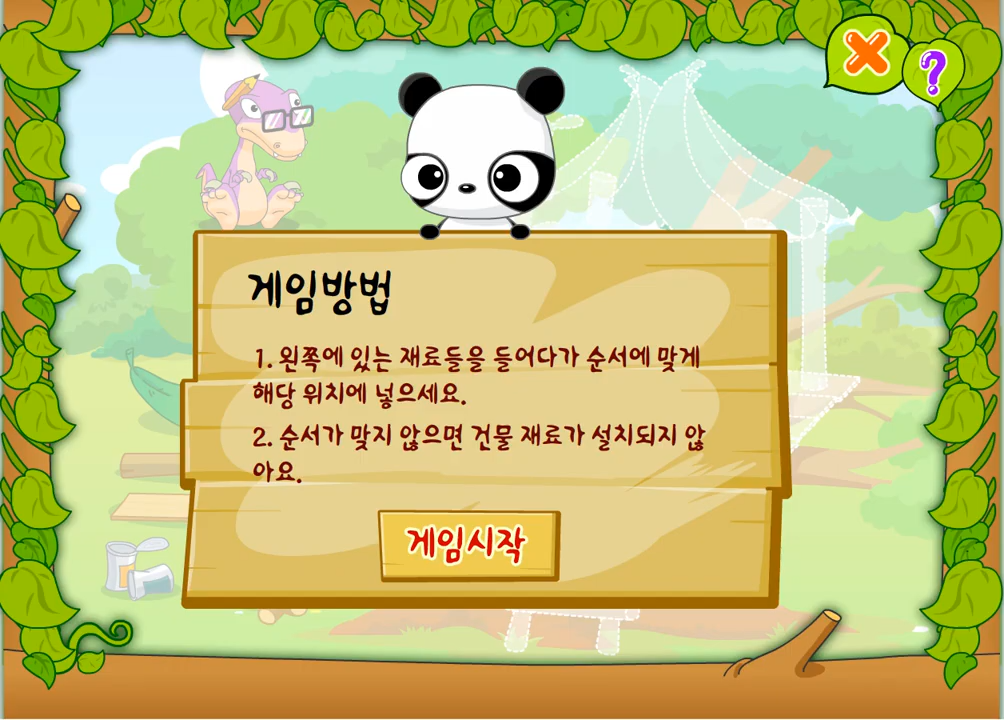 ?
게임방법
1. 왼쪽에 있는 재료들을 들어다가 순서에 맞게
해당 위치에 넣으세요.
2. 순서가 맞지 않으면 건물 재료가 설치되지 않
아요.
게임시작